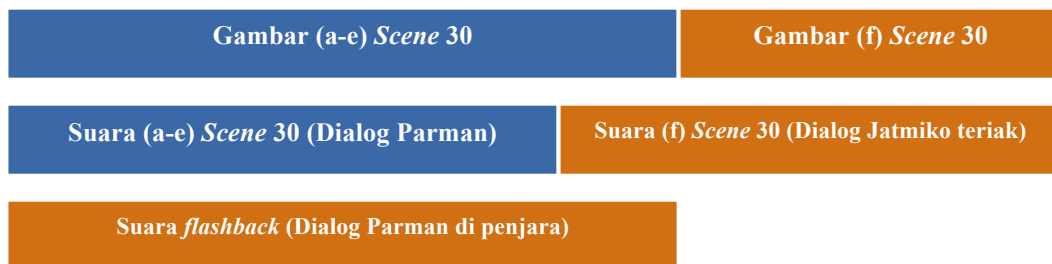 Gambar (a-e) Scene 30
Gambar (f) Scene 30
Suara (a-e) Scene 30 (Dialog Parman)
Suara (f) Scene 30 (Dialog Jatmiko teriak)
Suara flashback (Dialog Parman di penjara)